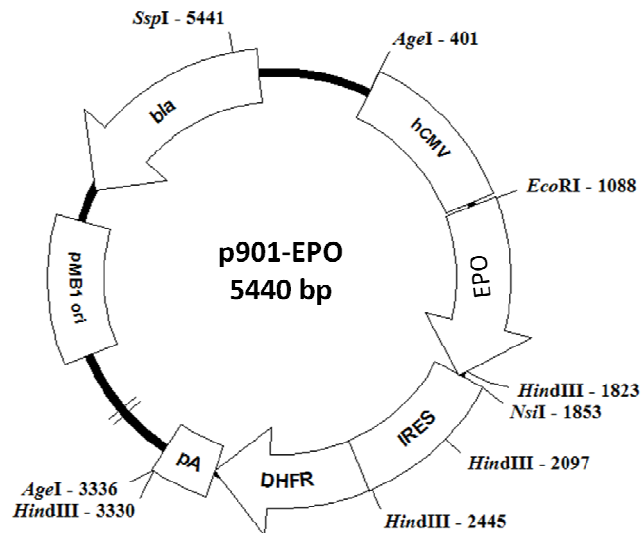 SspI - 5441
AgeI - 401
bla
hCMV
EcoRI - 1088
p901-EPO
5440 bp
EPO
pMB1 ori
HindIII - 1823
NsiI - 1853
IRES
HindIII - 2097
pA
DHFR
AgeI - 3336
HindIII - 3330
HindIII - 2445